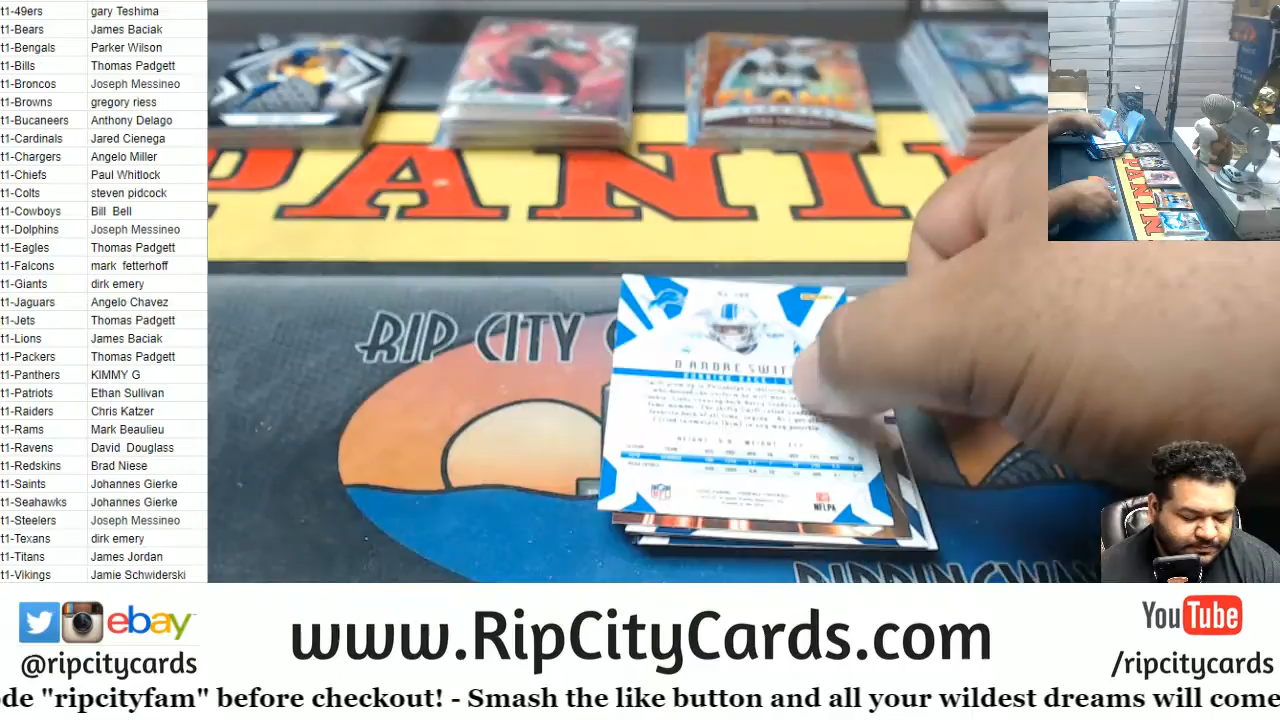 t1-49ers gary Teshima
t1-Bears James Baciak
t1-Bengals Parker Wilson
t1-Bills Thomas Padgett
t1-Broncos Joseph Messineo
t1-Browns gregory riess
t1-Bucaneers Anthony Delago
t1-Cardinals Jared Cienega
t1-Chargers Angelo Miller
t1-Chiefs Paul Whitlock
t1-Colts steven pidcock
t1-Cowboys Bill Bell
t1-Dolphins Joseph Messineo
t1-Eagles Thomas Padgett
t1-Falcons mark fetterhoff
t1-Giants dirk emery
t1-Jaguars Angelo Chavez
t1-Jets Thomas Padgett
t1-Lions James Baciak
t1-Packers Thomas Padgett
t1-Panthers KIMMY G
t1-Patriots Ethan Sullivan
t1-Raiders Chris Katzer
t1-Rams Mark Beaulieu
t1-Ravens David Douglass
t1-Redskins Brad Niese
t1-Saints Johannes Gierke
t1-Seahawks Johannes Gierke
t1-Steelers Joseph Messineo
t1-Texans dirk emery
t1-Titans James Jordan
t1-Vikings Jamie Schwiderski
FLAME
PANINI
PANINI
RIP CITY
D'ANDRE SWIF
RUNNING BACK
NFL
NFLPA
ebay
@ripcitycards
www.RipCityCards.com
YouTube
/ripcitycards
ode "ripcityfam" before checkout! - Smash the like button and all your wildest dreams will come